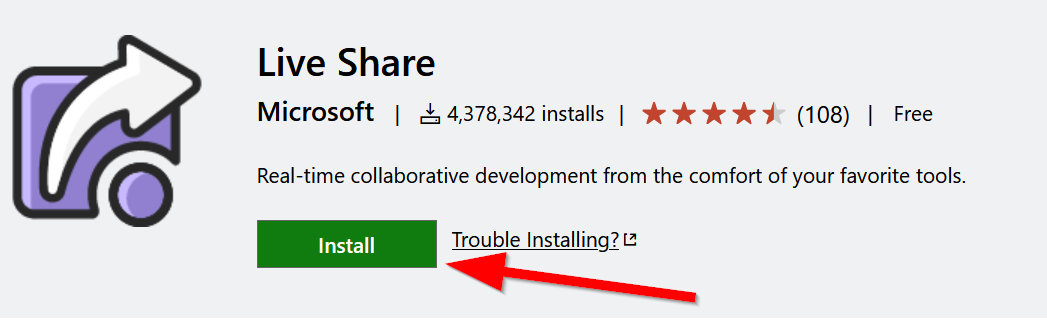 Live Share
Microsoft | 4,378,342 installs | (108) | Free
Real-time collaborative development from the comfort of your favorite tools.
Install Trouble Installing?